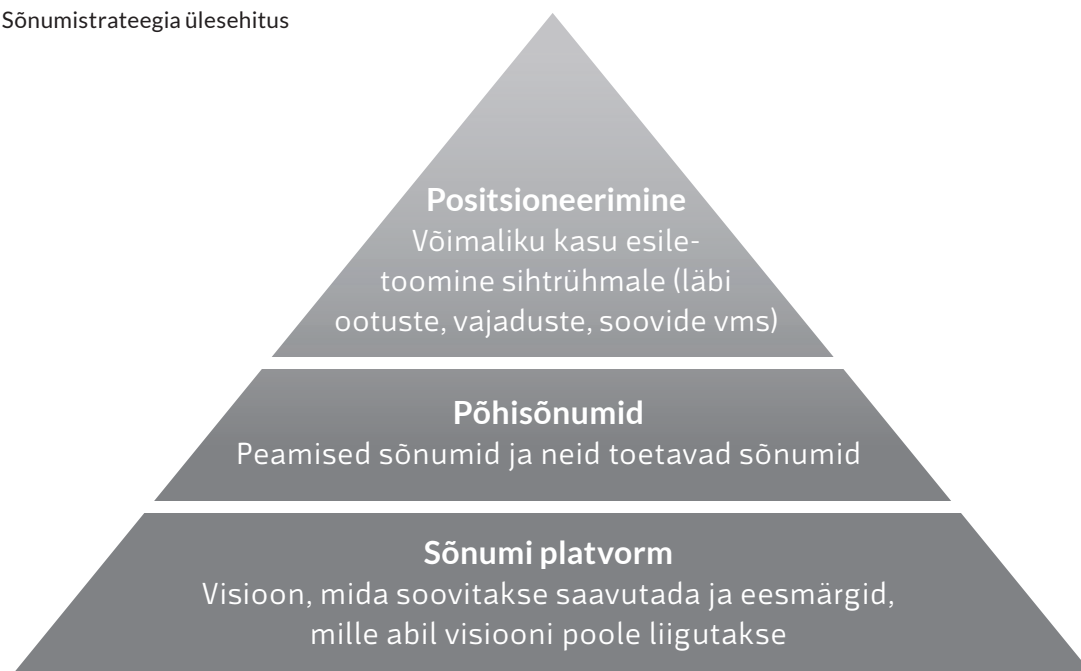 Sõnumistrateegia ülesehitus
Positsioneerimine
Võimaliku kasu esile-
toomine sihtrühmale (läbi
ootuste, vajaduste, soovide vms)
Põhisõnumid
Peamised sõnumid ja neid toetavad sõnumid
Sõnumi platvorm
Visioon, mida soovitakse saavutada ja eesmärgid,
mille abil visiooni poole liigutakse